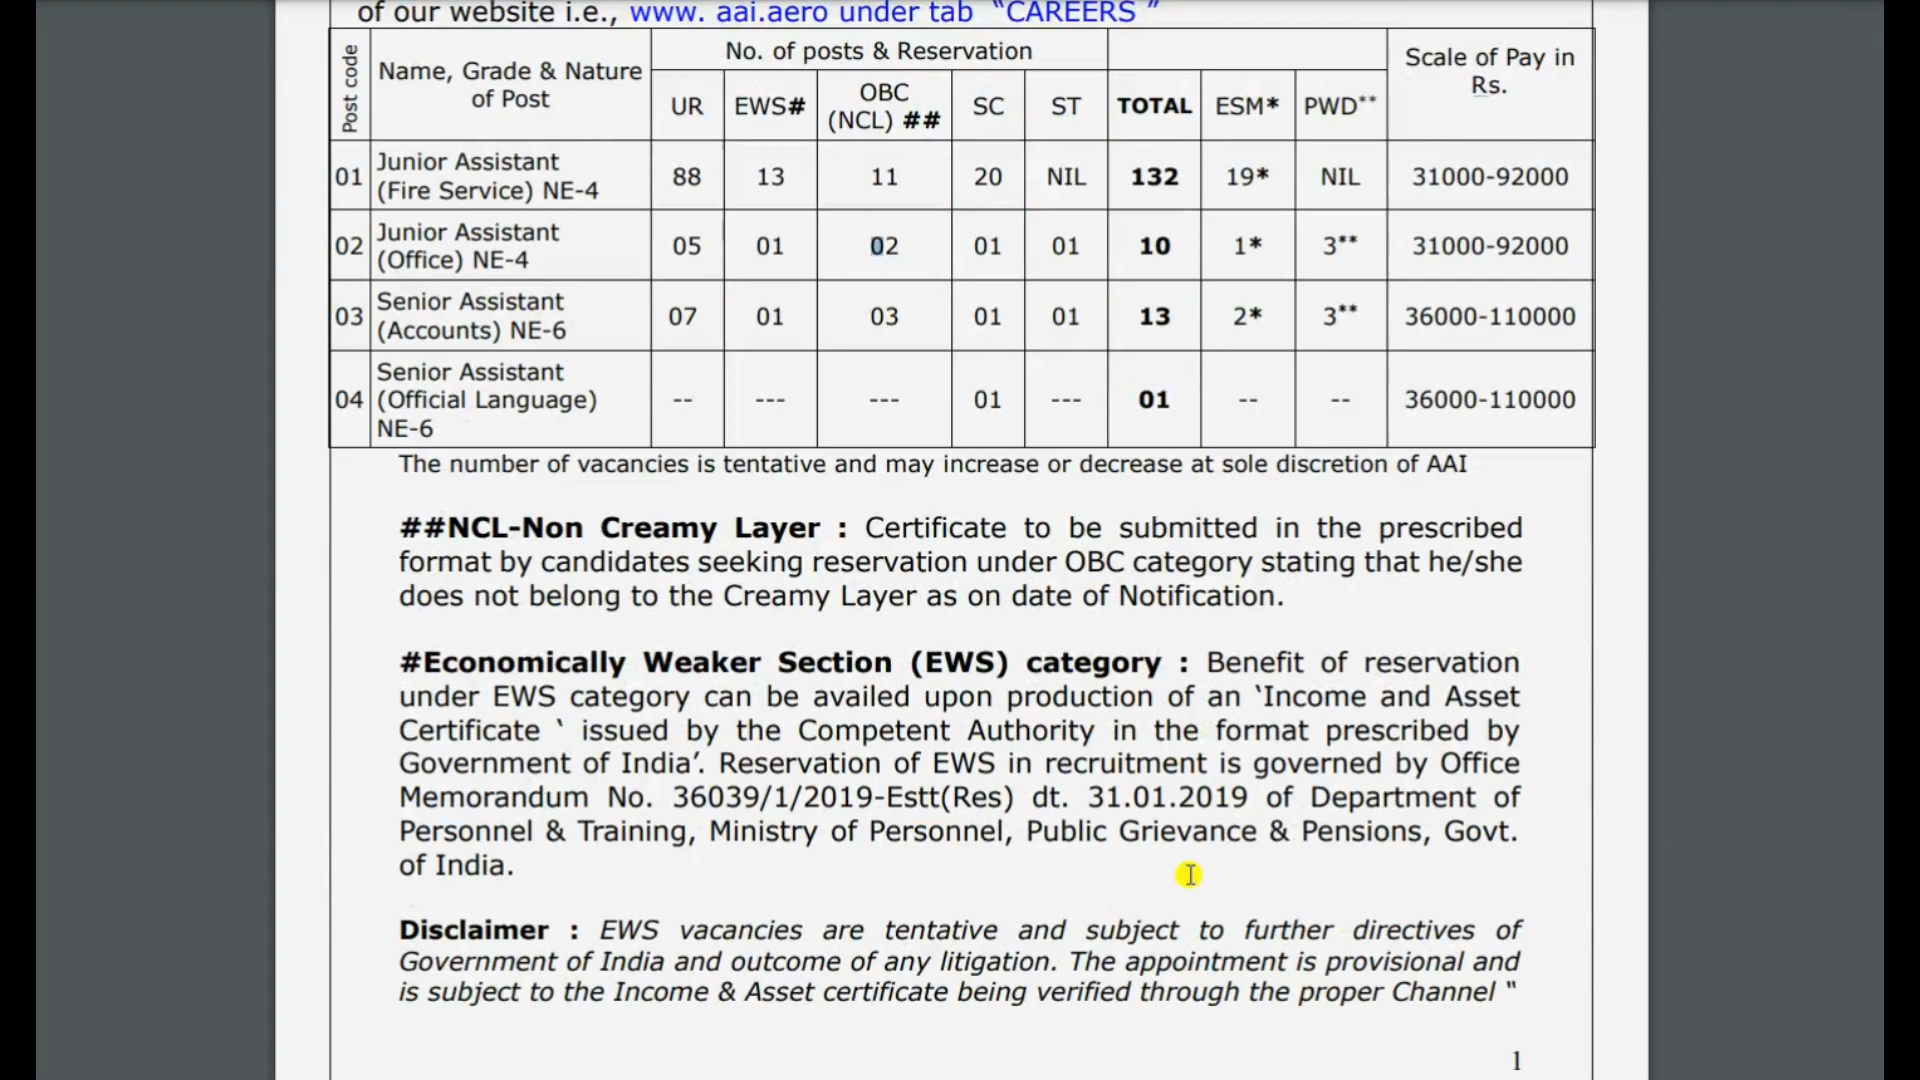 of our website i.e., www. aai.aero under tab “CAREERS ”
Post code
Name, Grade & Nature of Post
No. of posts & Reservation
Scale of Pay in Rs.
UR EWS# OBC (NCL) ## SC ST TOTAL ESM* PWD**
01 Junior Assistant (Fire Service) NE-4 88 13 11 20 NIL 132 19* NIL 31000-92000
02 Junior Assistant (Office) NE-4 05 01 02 01 01 10 1* 3** 31000-92000
03 Senior Assistant (Accounts) NE-6 07 01 03 01 01 13 2* 3** 36000-110000
04 Senior Assistant (Official Language) NE-6 -- --- --- 01 --- 01 -- -- 36000-110000
The number of vacancies is tentative and may increase or decrease at sole discretion of AAI
##NCL-Non Creamy Layer : Certificate to be submitted in the prescribed
format by candidates seeking reservation under OBC category stating that he/she
does not belong to the Creamy Layer as on date of Notification.
#Economically Weaker Section (EWS) category : Benefit of reservation
under EWS category can be availed upon production of an ‘Income and Asset
Certificate ‘ issued by the Competent Authority in the format prescribed by
Government of India’. Reservation of EWS in recruitment is governed by Office
Memorandum No. 36039/1/2019-Estt(Res) dt. 31.01.2019 of Department of
Personnel & Training, Ministry of Personnel, Public Grievance & Pensions, Govt.
of India.
Disclaimer : EWS vacancies are tentative and subject to further directives of
Government of India and outcome of any litigation. The appointment is provisional and
is subject to the Income & Asset certificate being verified through the proper Channel “
1